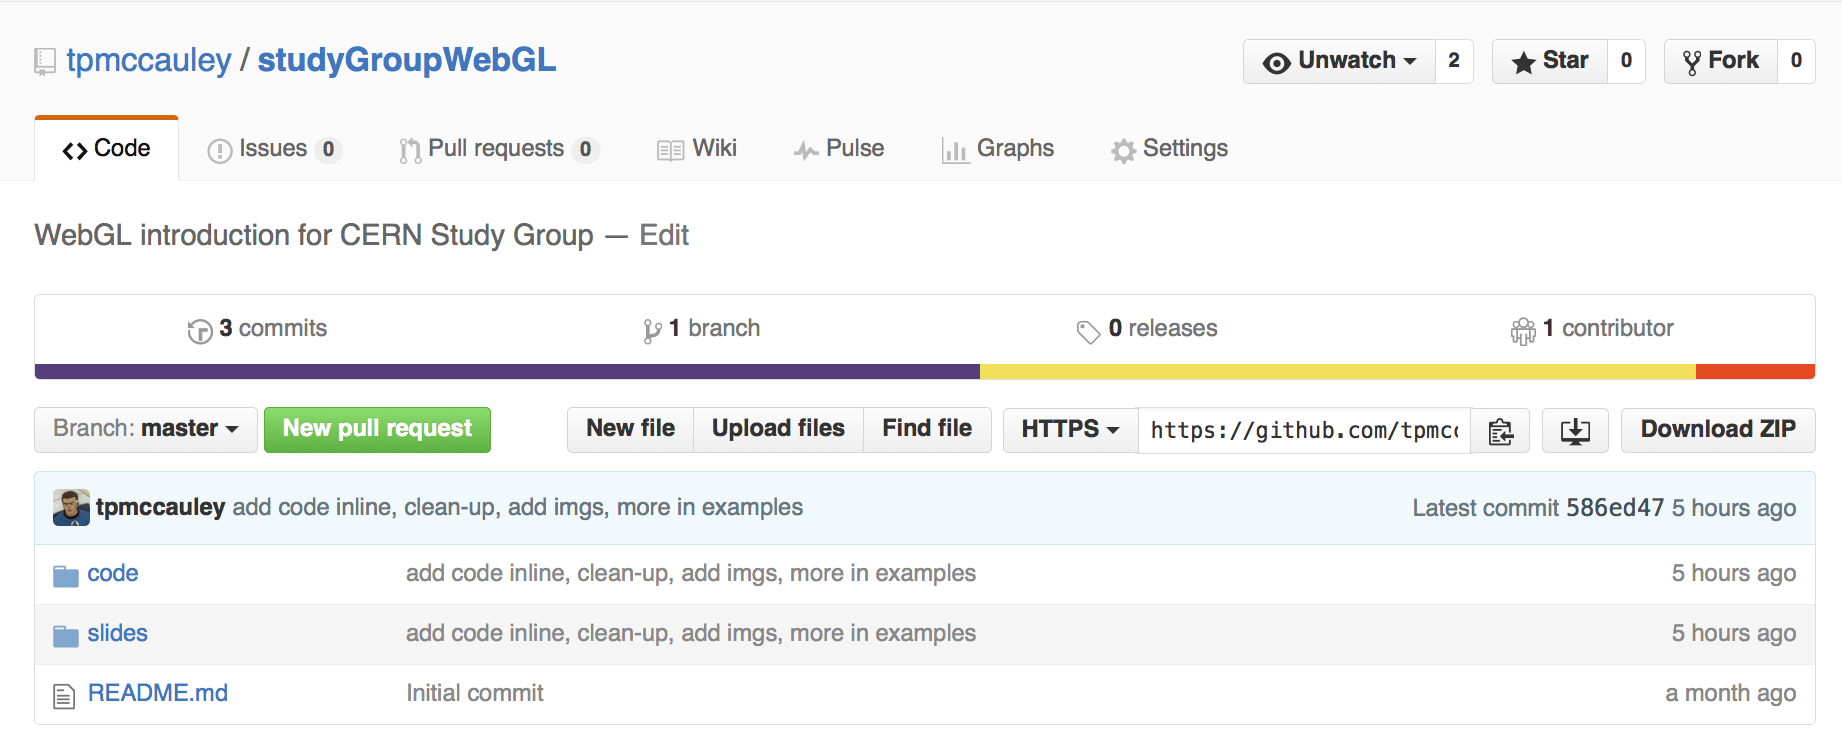 tpmccauley / studyGroupWebGL Unwatch 2 Star 0 Fork 0
Code Issues 0 Pull requests 0 Wiki Pulse Graphs Settings
WebGL introduction for CERN Study Group — Edit
3 commits 1 branch 0 releases 1 contributor
Branch: master New pull request New file Upload files Find file HTTPS https://github.com/tpmcc Download ZIP
tpmccauley add code inline, clean-up, add imgs, more in examples Latest commit 586ed47 5 hours ago
code add code inline, clean-up, add imgs, more in examples 5 hours ago
slides add code inline, clean-up, add imgs, more in examples 5 hours ago
README.md Initial commit a month ago